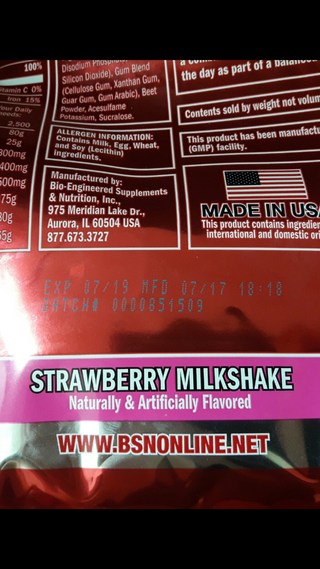 100%
Vitamin C 0%
Iron 15%
Your Daily
needs:
2,500
80g
25g
300mg
400mg
500mg
75g
30g
65g
Disodium Phosphate,
Silicon Dioxide), Gum Blend
(Cellulose Gum, Xanthan Gum,
Guar Gum, Gum Arabic), Beet
Powder, Acesulfame
Potassium, Sucralose.
ALLERGEN INFORMATION:
Contains Milk, Egg, Wheat,
and Soy (Lecithin)
Ingredients.
Manufactured by:
Bio-Engineered Supplements
& Nutrition, Inc.,
975 Meridian Lake Dr.,
Aurora, IL 60504 USA
877.673.3727
the day as part of a balanced
Contents sold by weight not volum
This product has been manufactu
(GMP) facility.
MADE IN USA
This product contains ingredien
international and domestic ori
EXP 07/19 MFD 07/17 18:18
BATCH# 0000851509
STRAWBERRY MILKSHAKE
Naturally & Artificially Flavored
WWW.BSNONLINE.NET